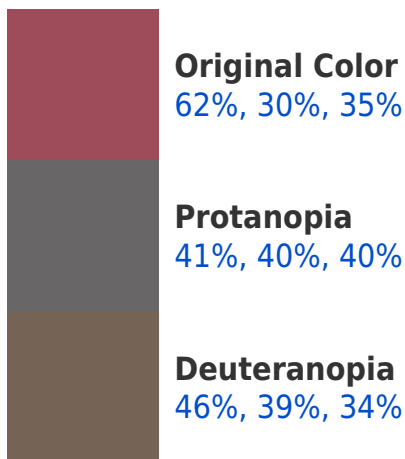 Original Color
62%, 30%, 35%
Protanopia
41%, 40%, 40%
Deuteranopia
46%, 39%, 34%